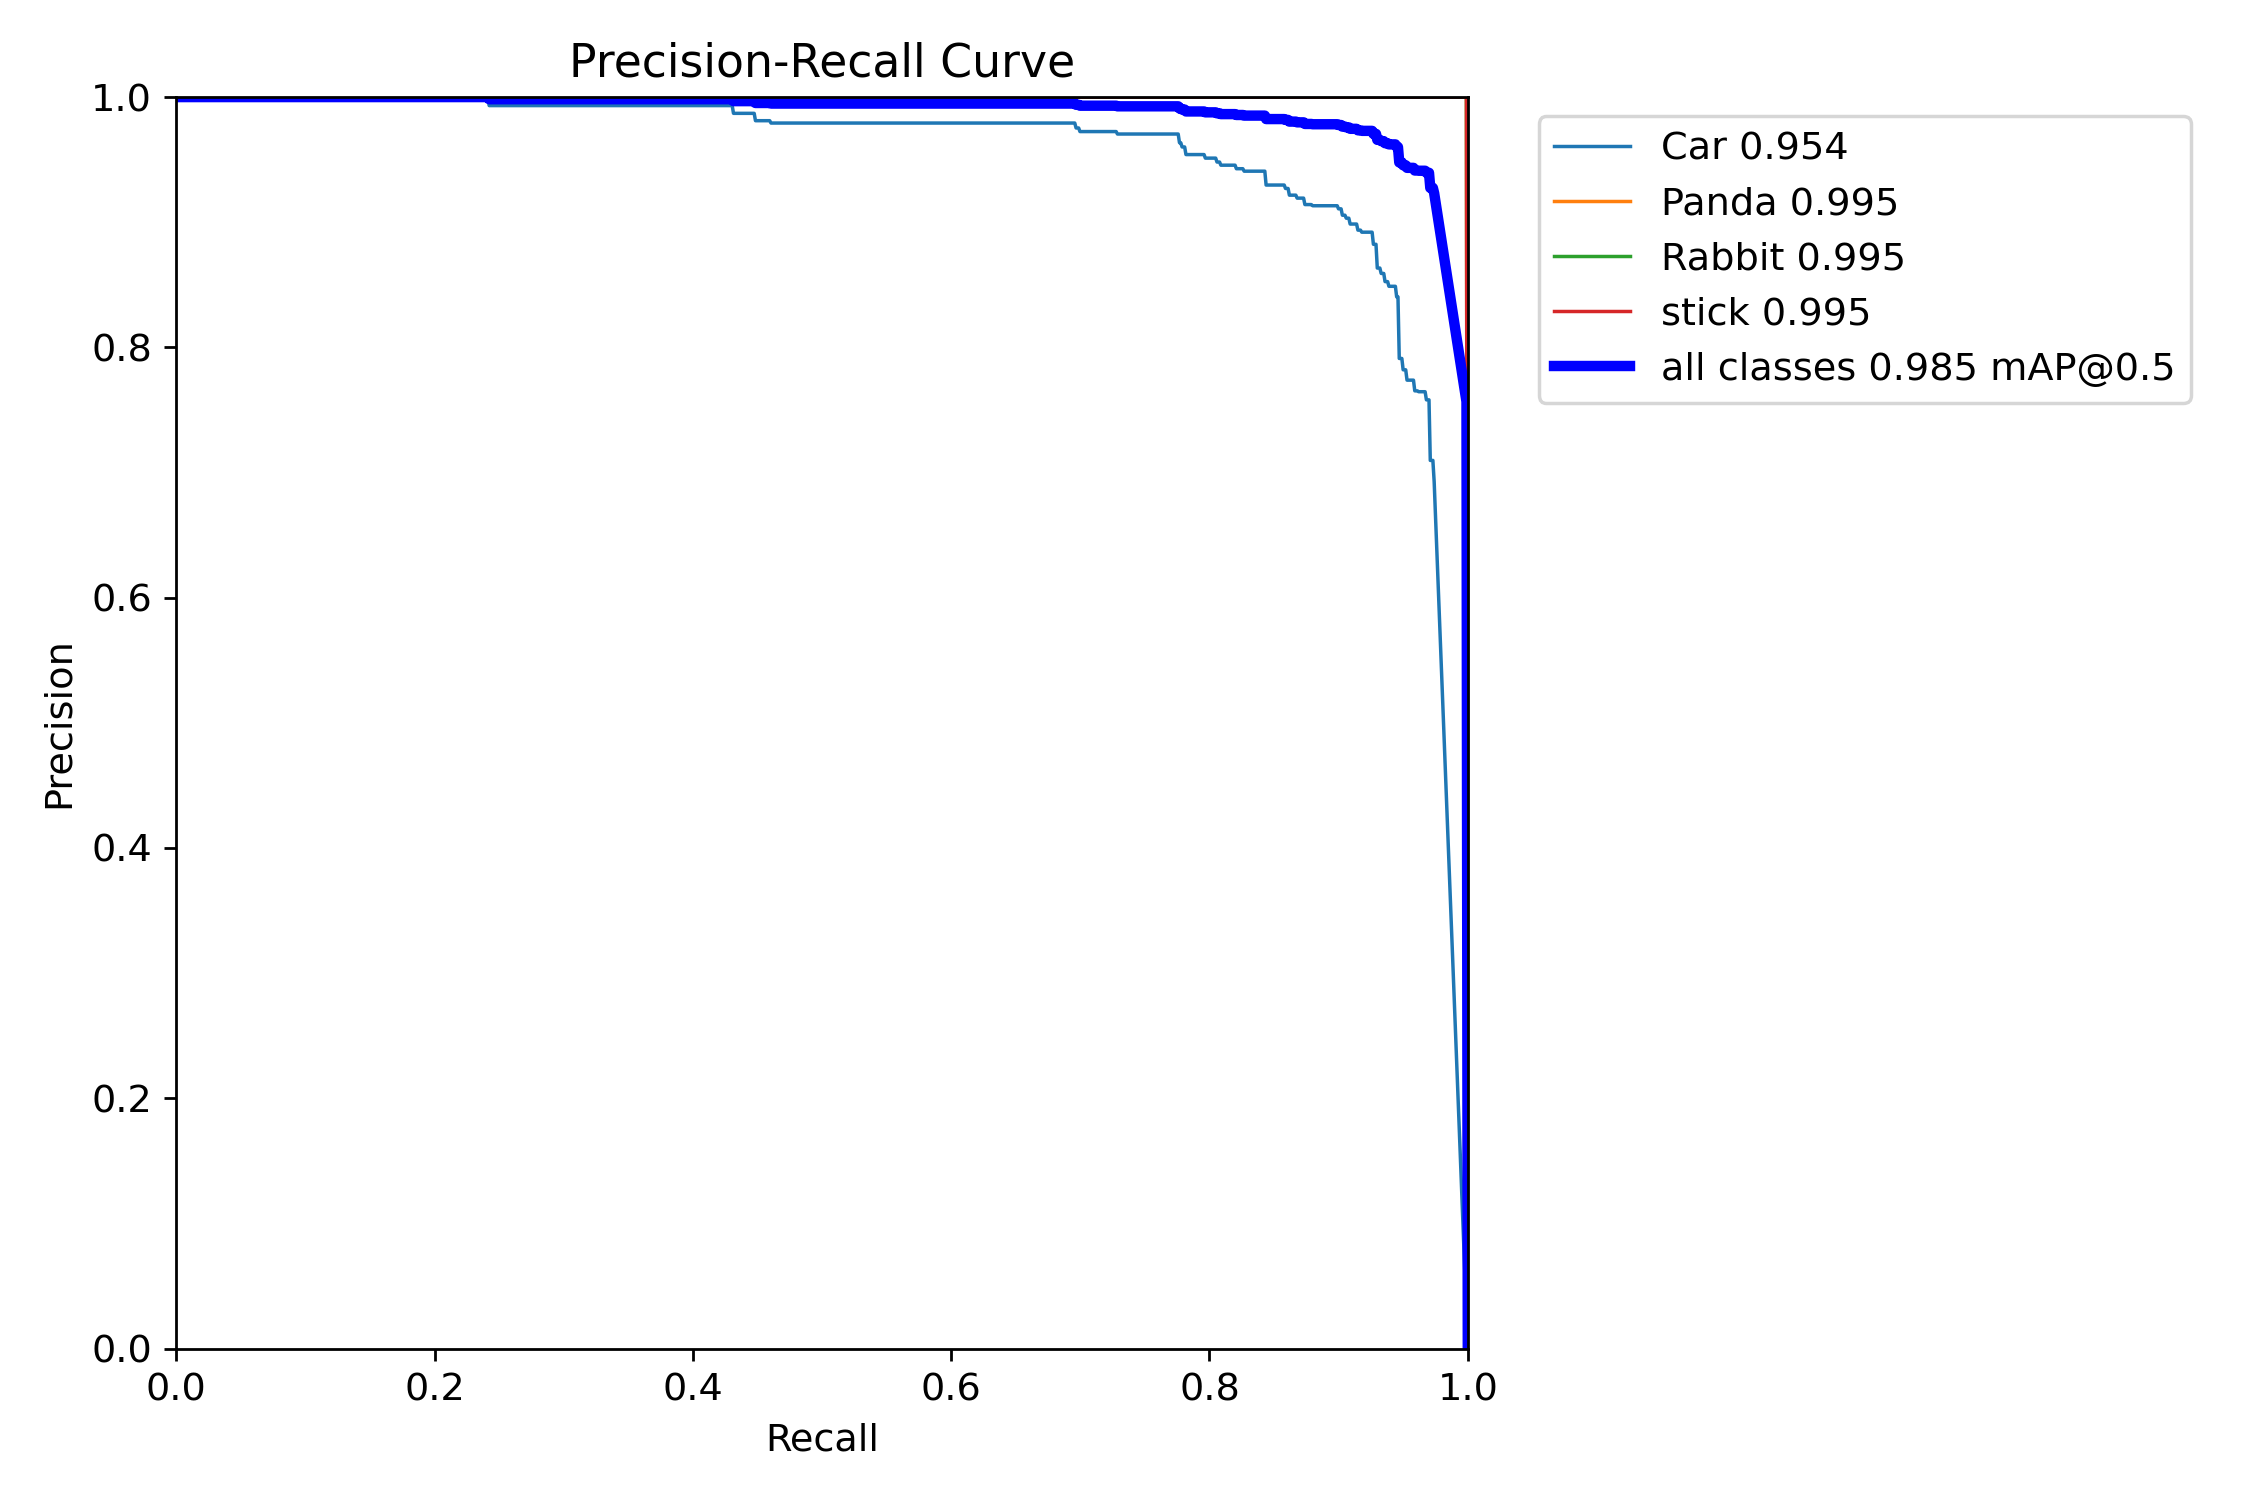 Precision-Recall Curve
1.0
0.8
0.6
0.4
0.2
0.0
Precision
0.0 0.2 0.4 0.6 0.8 1.0
Recall
Car 0.954
Panda 0.995
Rabbit 0.995
stick 0.995
all classes 0.985 mAP@0.5